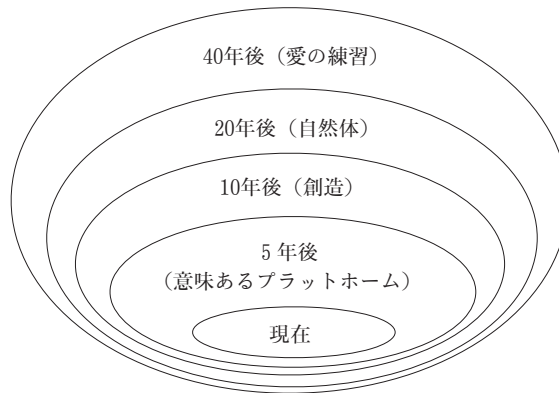 40年後（愛の練習）
20年後（自然体）
10年後（創造）
5 年後
（意味あるプラットホーム）
現在